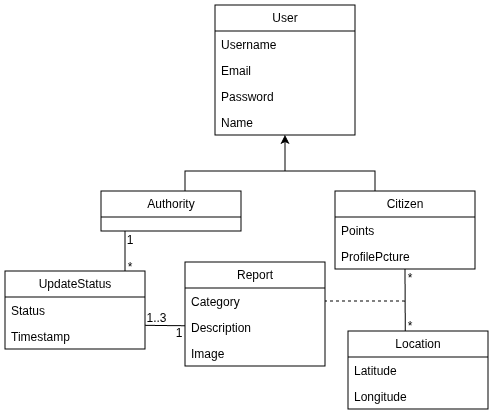 User
Username
Email
Password
Name
Authority
1
*
Citizen
Points
ProfilePcture
*
*
UpdateStatus
Status
Timestamp
1..3
1
Report
Category
Description
Image
Location
Latitude
Longitude